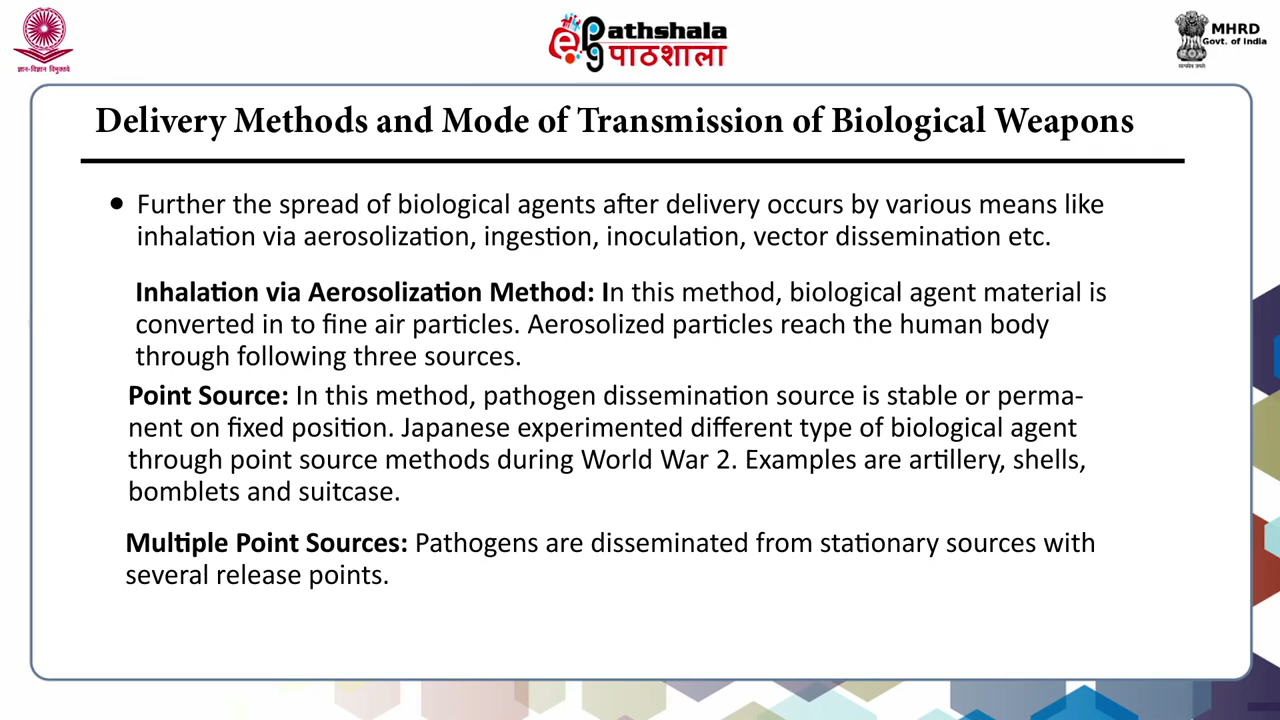 ज्ञान-विज्ञान विमुक्तये
ePathshala
पाठशाला
MHRD
Govt. of India
सत्यमेव जयते
Delivery Methods and Mode of Transmission of Biological Weapons
• Further the spread of biological agents after delivery occurs by various means like
inhalation via aerosolization, ingestion, inoculation, vector dissemination etc.
Inhalation via Aerosolization Method: In this method, biological agent material is
converted in to fine air particles. Aerosolized particles reach the human body
through following three sources.
Point Source: In this method, pathogen dissemination source is stable or perma-
nent on fixed position. Japanese experimented different type of biological agent
through point source methods during World War 2. Examples are artillery, shells,
bomblets and suitcase.
Multiple Point Sources: Pathogens are disseminated from stationary sources with
several release points.